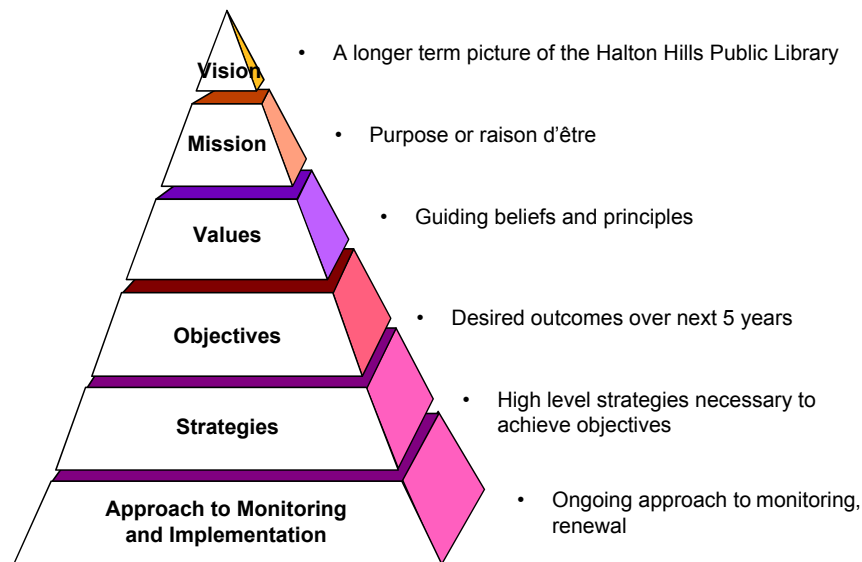 Vision
• A longer term picture of the Halton Hills Public Library
Mission
• Purpose or raison d’être
Values
• Guiding beliefs and principles
Objectives
• Desired outcomes over next 5 years
Strategies
• High level strategies necessary to
achieve objectives
Approach to Monitoring
and Implementation
• Ongoing approach to monitoring,
renewal